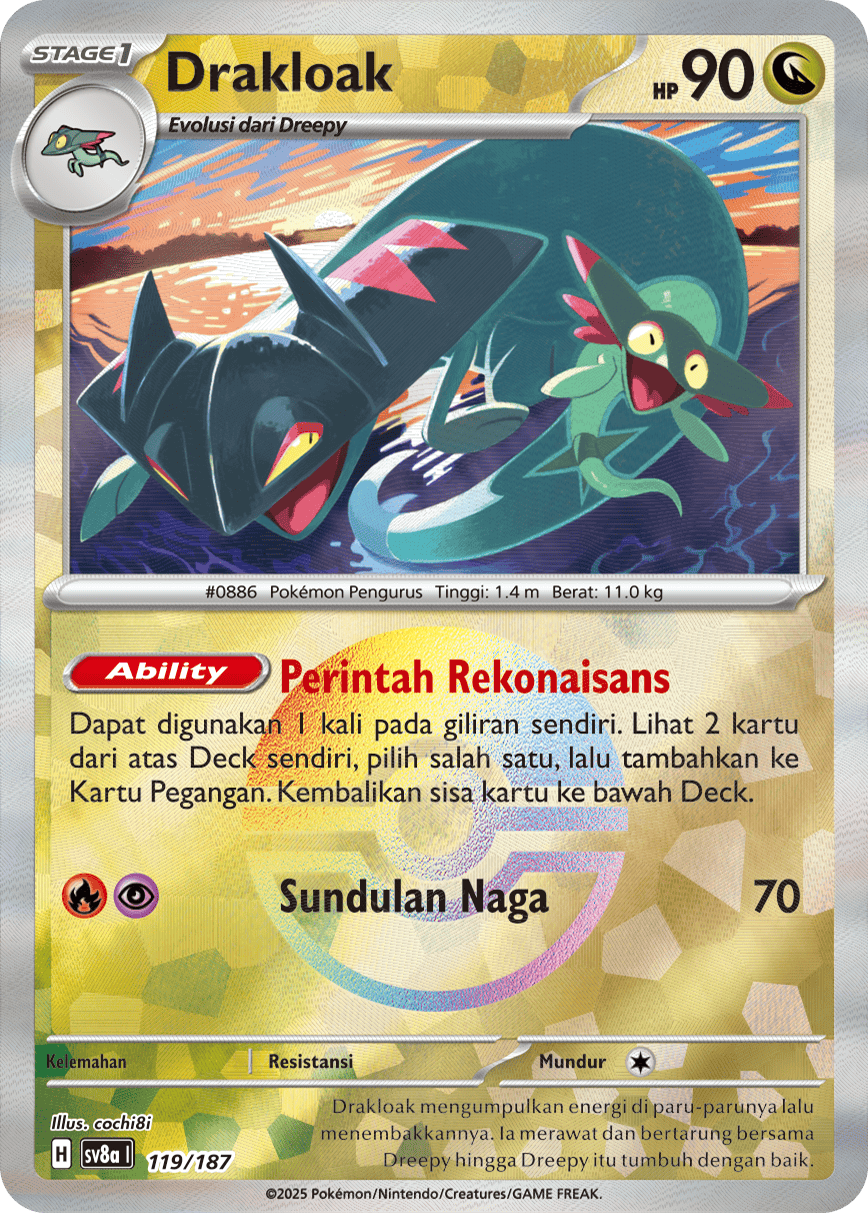 STAGE1
Drakloak
HP 90
Evolusi dari Dreepy
#0886 Pokémon Pengurus Tinggi: 1.4 m Berat: 11.0 kg
Ability Perintah Rekonaisans
Dapat digunakan 1 kali pada giliran sendiri. Lihat 2 kartu
dari atas Deck sendiri, pilih salah satu, lalu tambahkan ke
Kartu Pegangan. Kembalikan sisa kartu ke bawah Deck.
Sundulan Naga 70
Kelemahan Resistansi Mundur
Illus. cochi8i
Drakloak mengumpulkan energi di paru-parunya lalu
menembakkannya. Ia merawat dan bertarung bersama
Dreepy hingga Dreepy itu tumbuh dengan baik.
H sv8a I 119/187
©2025 Pokémon/Nintendo/Creatures/GAME FREAK.